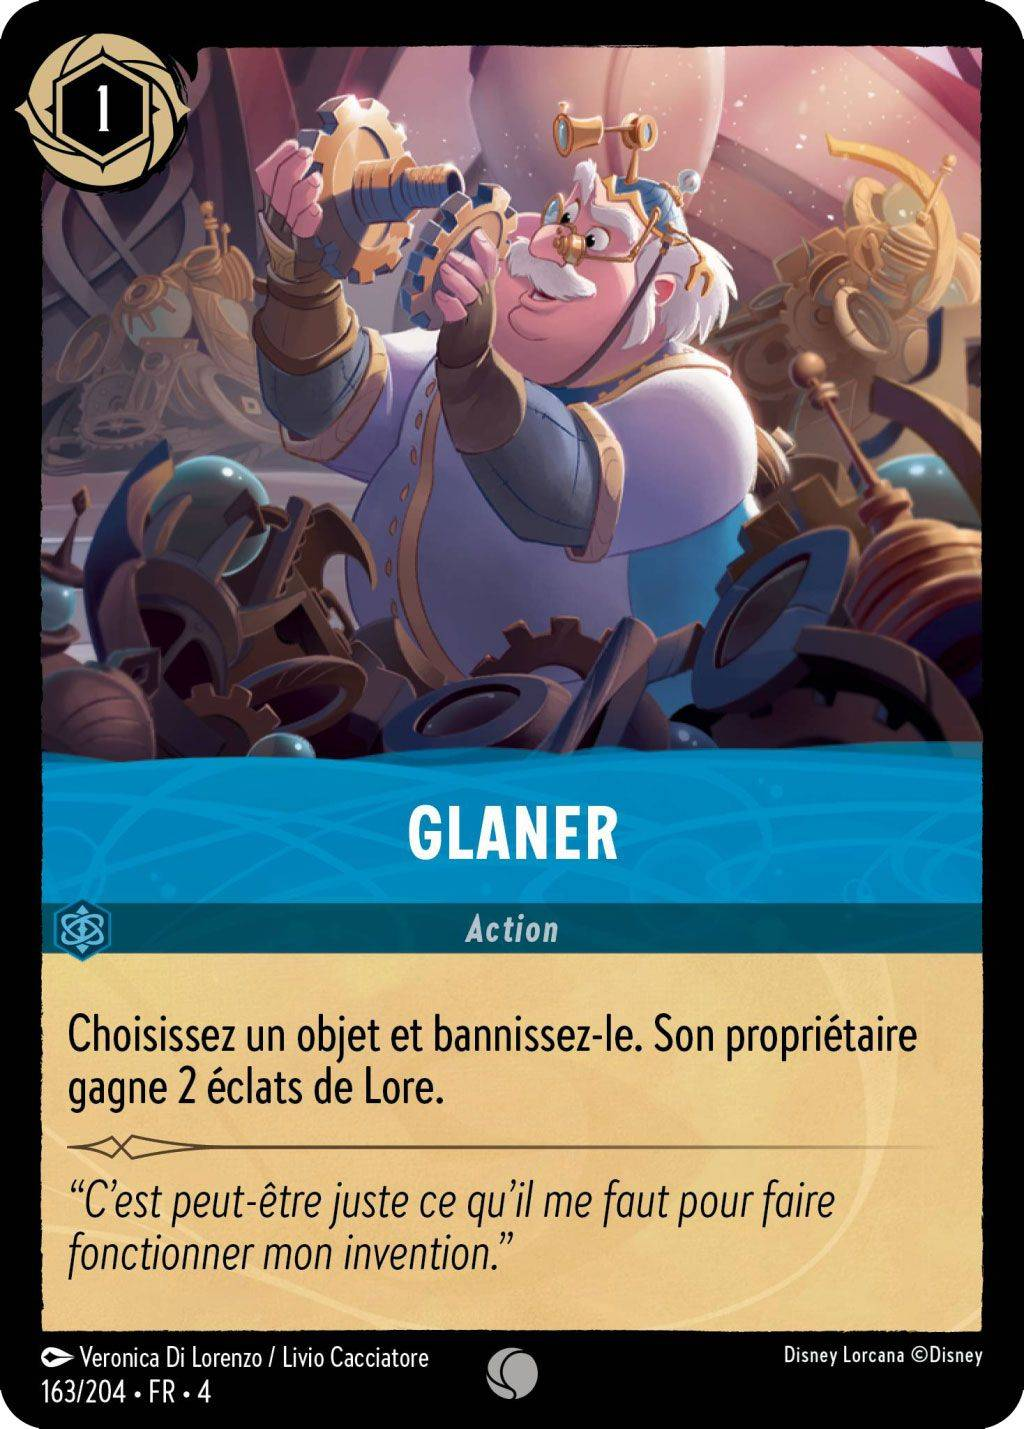 1
GLANER
Action
Choisissez un objet et bannissez-le. Son propriétaire
gagne 2 éclats de Lore.
“C’est peut-être juste ce qu’il me faut pour faire
fonctionner mon invention.”
Veronica Di Lorenzo / Livio Cacciatore
Disney Lorcana ©Disney
163/204 • FR • 4